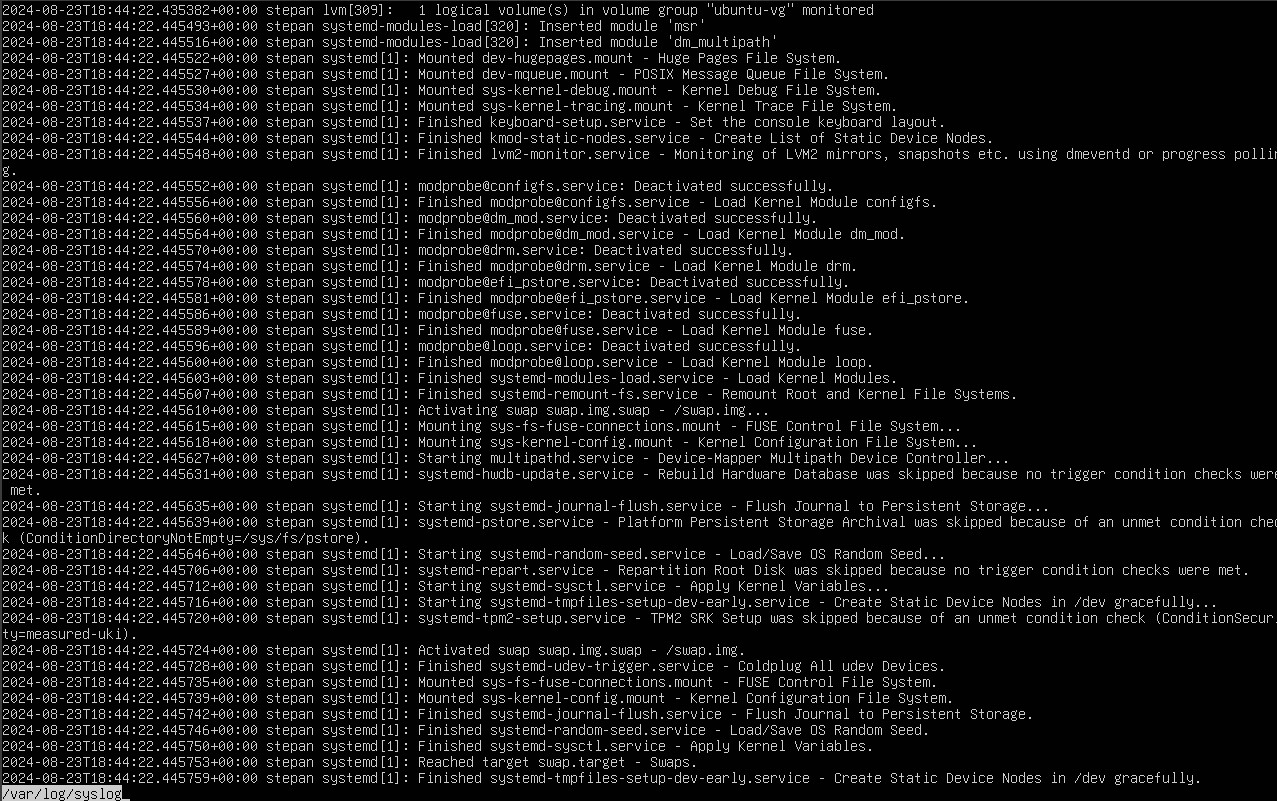 2024-08-23T18:44:22.435382+00:00 stepan lvm[309]:   1 logical volume(s) in volume group "ubuntu-vg" monitored
2024-08-23T18:44:22.445493+00:00 stepan systemd-modules-load[320]: Inserted module 'msr'
2024-08-23T18:44:22.445516+00:00 stepan systemd-modules-load[320]: Inserted module 'dm_multipath'
2024-08-23T18:44:22.445522+00:00 stepan systemd[1]: Mounted dev-hugepages.mount - Huge Pages File System.
2024-08-23T18:44:22.445527+00:00 stepan systemd[1]: Mounted dev-mqueue.mount - POSIX Message Queue File System.
2024-08-23T18:44:22.445530+00:00 stepan systemd[1]: Mounted sys-kernel-debug.mount - Kernel Debug File System.
2024-08-23T18:44:22.445534+00:00 stepan systemd[1]: Mounted sys-kernel-tracing.mount - Kernel Trace File System.
2024-08-23T18:44:22.445537+00:00 stepan systemd[1]: Finished keyboard-setup.service - Set the console keyboard layout.
2024-08-23T18:44:22.445544+00:00 stepan systemd[1]: Finished kmod-static-nodes.service - Create List of Static Device Nodes.
2024-08-23T18:44:22.445548+00:00 stepan systemd[1]: Finished lvm2-monitor.service - Monitoring of LVM2 mirrors, snapshots etc. using dmeventd or progress pollin
g.
2024-08-23T18:44:22.445552+00:00 stepan systemd[1]: modprobe@configfs.service: Deactivated successfully.
2024-08-23T18:44:22.445556+00:00 stepan systemd[1]: Finished modprobe@configfs.service - Load Kernel Module configfs.
2024-08-23T18:44:22.445560+00:00 stepan systemd[1]: modprobe@dm_mod.service: Deactivated successfully.
2024-08-23T18:44:22.445564+00:00 stepan systemd[1]: Finished modprobe@dm_mod.service - Load Kernel Module dm_mod.
2024-08-23T18:44:22.445570+00:00 stepan systemd[1]: modprobe@drm.service: Deactivated successfully.
2024-08-23T18:44:22.445574+00:00 stepan systemd[1]: Finished modprobe@drm.service - Load Kernel Module drm.
2024-08-23T18:44:22.445578+00:00 stepan systemd[1]: modprobe@efi_pstore.service: Deactivated successfully.
2024-08-23T18:44:22.445581+00:00 stepan systemd[1]: Finished modprobe@efi_pstore.service - Load Kernel Module efi_pstore.
2024-08-23T18:44:22.445586+00:00 stepan systemd[1]: modprobe@fuse.service: Deactivated successfully.
2024-08-23T18:44:22.445589+00:00 stepan systemd[1]: Finished modprobe@fuse.service - Load Kernel Module fuse.
2024-08-23T18:44:22.445596+00:00 stepan systemd[1]: modprobe@loop.service: Deactivated successfully.
2024-08-23T18:44:22.445600+00:00 stepan systemd[1]: Finished modprobe@loop.service - Load Kernel Module loop.
2024-08-23T18:44:22.445603+00:00 stepan systemd[1]: Finished systemd-modules-load.service - Load Kernel Modules.
2024-08-23T18:44:22.445607+00:00 stepan systemd[1]: Finished systemd-remount-fs.service - Remount Root and Kernel File Systems.
2024-08-23T18:44:22.445610+00:00 stepan systemd[1]: Activating swap swap.img.swap - /swap.img...
2024-08-23T18:44:22.445615+00:00 stepan systemd[1]: Mounting sys-fs-fuse-connections.mount - FUSE Control File System...
2024-08-23T18:44:22.445618+00:00 stepan systemd[1]: Mounting sys-kernel-config.mount - Kernel Configuration File System...
2024-08-23T18:44:22.445627+00:00 stepan systemd[1]: Starting multipathd.service - Device-Mapper Multipath Device Controller...
2024-08-23T18:44:22.445631+00:00 stepan systemd[1]: systemd-hwdb-update.service - Rebuild Hardware Database was skipped because no trigger condition checks were
 met.
2024-08-23T18:44:22.445635+00:00 stepan systemd[1]: Starting systemd-journal-flush.service - Flush Journal to Persistent Storage...
2024-08-23T18:44:22.445639+00:00 stepan systemd[1]: systemd-pstore.service - Platform Persistent Storage Archival was skipped because of an unmet condition chec
k (ConditionDirectoryNotEmpty=/sys/fs/pstore).
2024-08-23T18:44:22.445646+00:00 stepan systemd[1]: Starting systemd-random-seed.service - Load/Save OS Random Seed...
2024-08-23T18:44:22.445706+00:00 stepan systemd[1]: systemd-repart.service - Repartition Root Disk was skipped because no trigger condition checks were met.
2024-08-23T18:44:22.445712+00:00 stepan systemd[1]: Starting systemd-sysctl.service - Apply Kernel Variables...
2024-08-23T18:44:22.445716+00:00 stepan systemd[1]: Starting systemd-tmpfiles-setup-dev-early.service - Create Static Device Nodes in /dev gracefully...
2024-08-23T18:44:22.445720+00:00 stepan systemd[1]: systemd-tpm2-setup.service - TPM2 SRK Setup was skipped because of an unmet condition check (ConditionSecuri
ty=measured-uki).
2024-08-23T18:44:22.445724+00:00 stepan systemd[1]: Activated swap swap.img.swap - /swap.img.
2024-08-23T18:44:22.445728+00:00 stepan systemd[1]: Finished systemd-udev-trigger.service - Coldplug All udev Devices.
2024-08-23T18:44:22.445735+00:00 stepan systemd[1]: Mounted sys-fs-fuse-connections.mount - FUSE Control File System.
2024-08-23T18:44:22.445739+00:00 stepan systemd[1]: Mounted sys-kernel-config.mount - Kernel Configuration File System.
2024-08-23T18:44:22.445742+00:00 stepan systemd[1]: Finished systemd-journal-flush.service - Flush Journal to Persistent Storage.
2024-08-23T18:44:22.445746+00:00 stepan systemd[1]: Finished systemd-random-seed.service - Load/Save OS Random Seed.
2024-08-23T18:44:22.445750+00:00 stepan systemd[1]: Finished systemd-sysctl.service - Apply Kernel Variables.
2024-08-23T18:44:22.445753+00:00 stepan systemd[1]: Reached target swap.target - Swaps.
2024-08-23T18:44:22.445759+00:00 stepan systemd[1]: Finished systemd-tmpfiles-setup-dev-early.service - Create Static Device Nodes in /dev gracefully.
/var/log/syslog